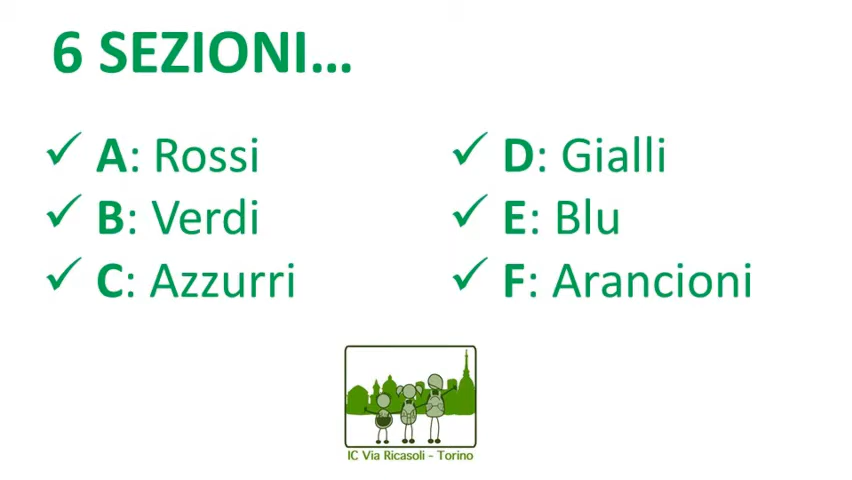 6 SEZIONI...
A: Rossi
B: Verdi
C: Azzurri
D: Gialli
E: Blu
F: Arancioni
IC Via Ricasoli - Torino